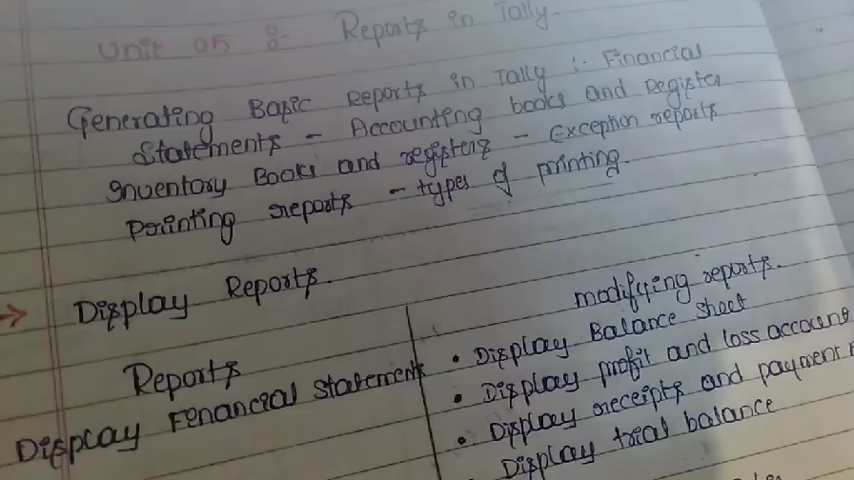 Unit 05 :- Reports in Tally.
Generating Basic Reports in Tally :- Financial
Statements - Accounting books and Register
Inventory Books and registers - Exception reports
Printing reports - types of printing.
Display Reports.
Reports
Display Fenancial statement
modifying reports.
• Display Balance sheet
• Display profit and loss account
• Display receipts and payment
Display trial balance